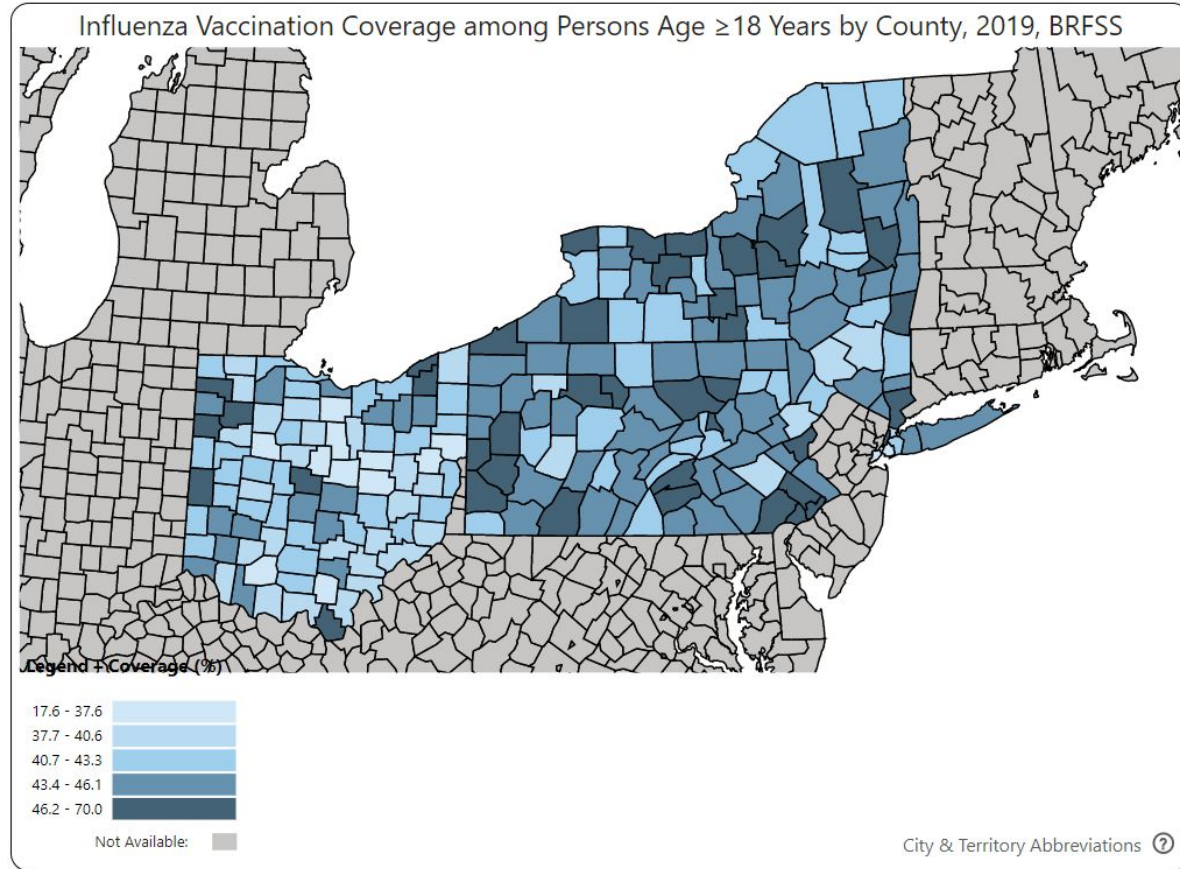 Influenza Vaccination Coverage among Persons Age ≥18 Years by County, 2019, BRFSS
Legend + Coverage (%)
17.6 - 37.6
37.7 - 40.6
40.7 - 43.3
43.4 - 46.1
46.2 - 70.0
Not Available:
City & Territory Abbreviations ?